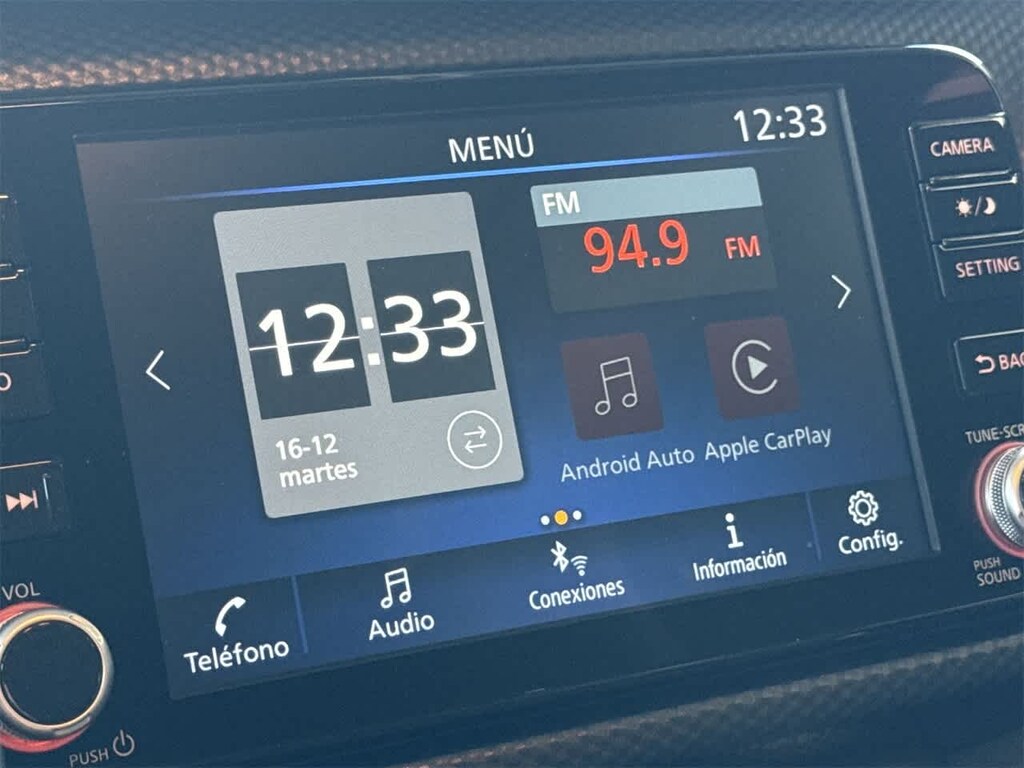 MENÚ
12:33
CAMERA
FM
94.9 FM
SETTING
12:33
16-12
martes
Android Auto
Apple CarPlay
TUNE-SCR
Teléfono
Audio
Conexiones
Información
Config.
VOL
PUSH
PUSH
SOUND